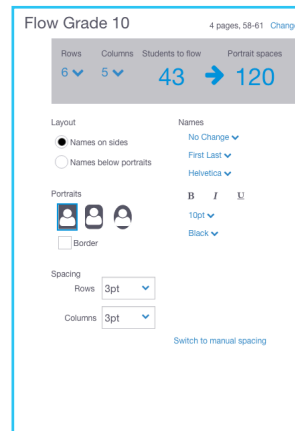 Flow Grade 10 4 pages, 58-61 Change
Rows Columns Students to flow Portrait spaces
6 5 43 120
Layout
Names on sides
Names below portraits
Names
No Change
First Last
Helvetica
B I U
10pt
Black
Portraits
Border
Spacing
Rows 3pt
Columns 3pt
Switch to manual spacing